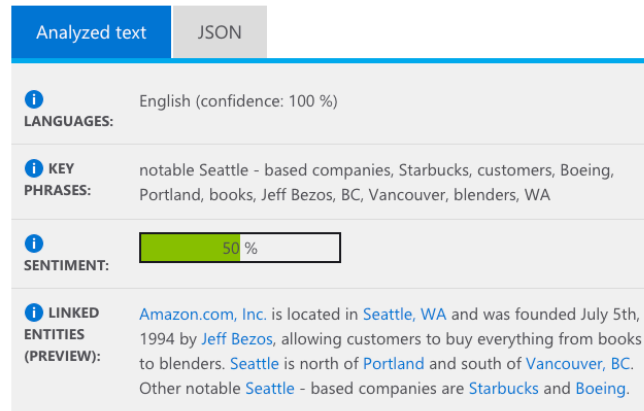 Analyzed text JSON
LANGUAGES:
English (confidence: 100 %)
KEY PHRASES:
notable Seattle - based companies, Starbucks, customers, Boeing,
Portland, books, Jeff Bezos, BC, Vancouver, blenders, WA
SENTIMENT:
50 %
LINKED ENTITIES (PREVIEW):
Amazon.com, Inc. is located in Seattle, WA and was founded July 5th,
1994 by Jeff Bezos, allowing customers to buy everything from books
to blenders. Seattle is north of Portland and south of Vancouver, BC.
Other notable Seattle - based companies are Starbucks and Boeing.